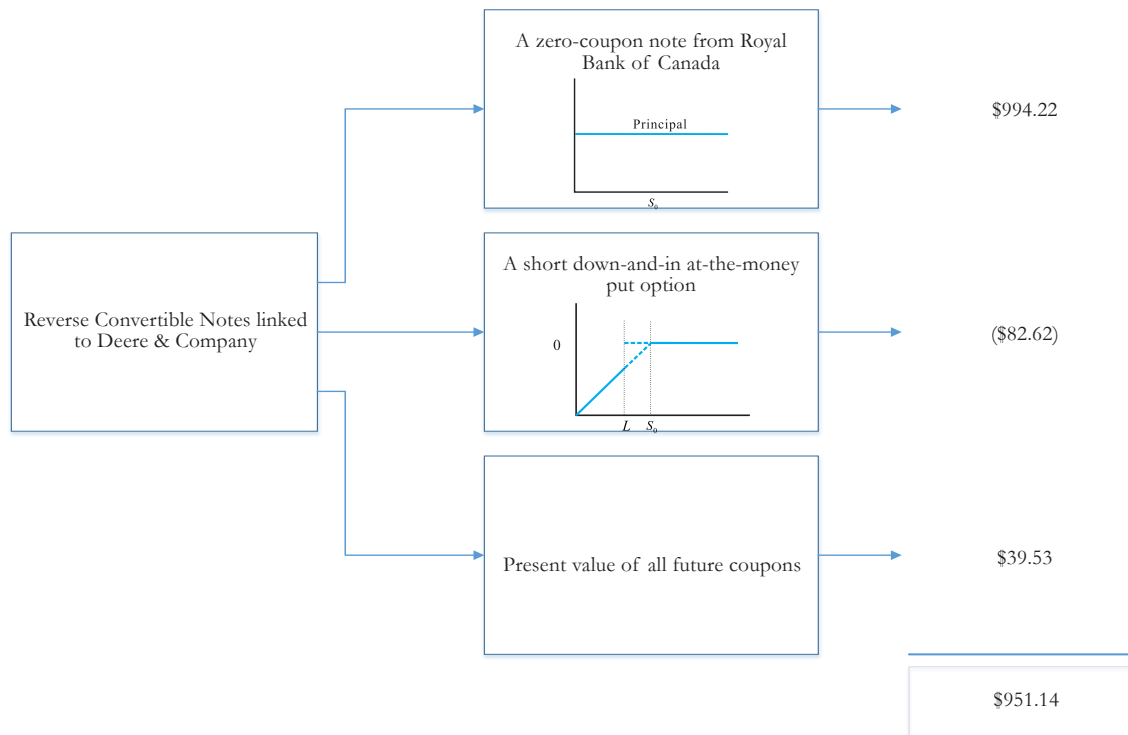 A zero-coupon note from Royal
Bank of Canada
Principal
S₀
$994.22
Reverse Convertible Notes linked
to Deere & Company
A short down-and-in at-the-money
put option
0
L S₀
($82.62)
Present value of all future coupons
$39.53
$951.14